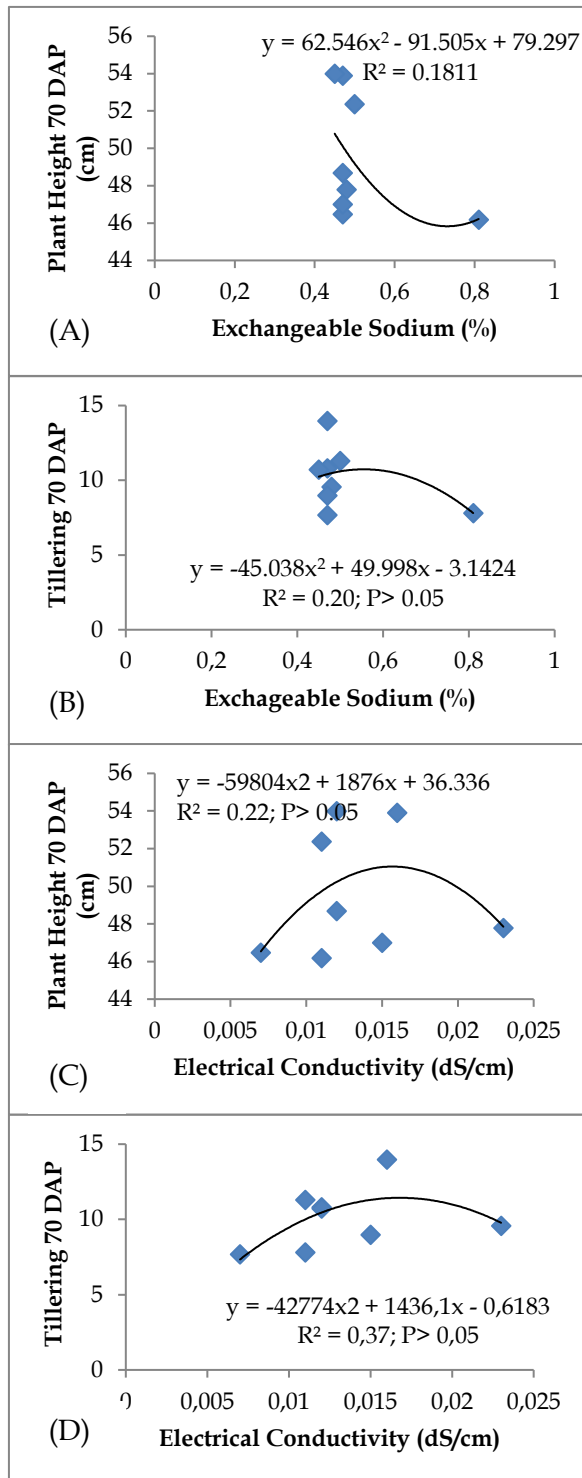 y = 62.546x² - 91.505x + 79.297
R² = 0.1811
Plant Height 70 DAP
(cm)
56
54
52
50
48
46
44
0
0,2
0,4
0,6
0,8
1
Exchangeable Sodium (%)
(A)
Tillering 70 DAP
15
10
5
0
y = -45.038x² + 49.998x - 3.1424
R² = 0.20; P> 0.05
0
0,2
0,4
0,6
0,8
1
Exchageable Sodium (%)
(B)
y = -59804x2 + 1876x + 36.336
R² = 0.22; P> 0.05
Plant Height 70 DAP
(cm)
56
54
52
50
48
46
44
0
0,005
0,01
0,015
0,02
0,025
Electrical Conductivity (dS/cm)
(C)
Tillering 70 DAP
15
10
5
0
y = -42774x2 + 1436,1x - 0,6183
R² = 0,37; P> 0,05
0
0,005
0,01
0,015
0,02
0,025
Electrical Conductivity (dS/cm)
(D)